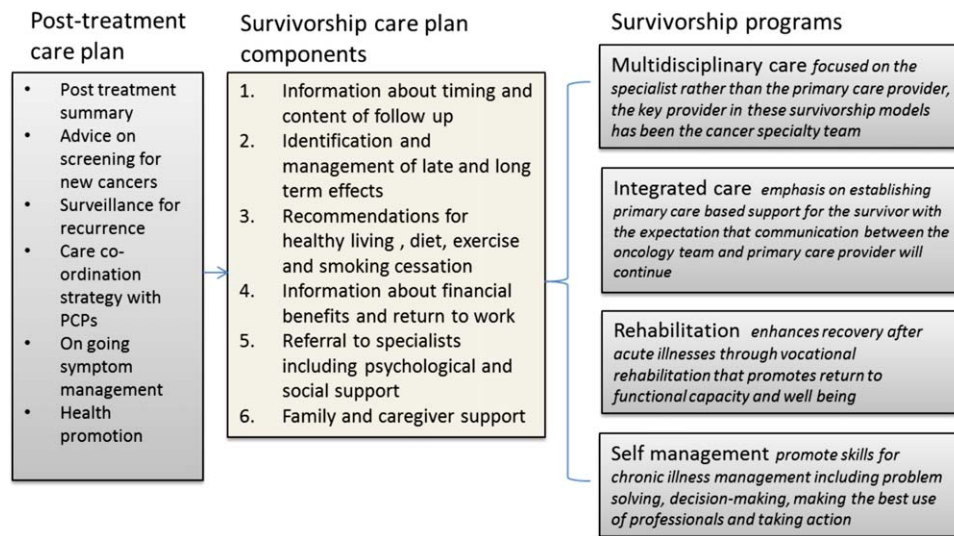 Post-treatment
care plan
• Post treatment
summary
• Advice on
screening for
new cancers
• Surveillance for
recurrence
• Care co-
ordination
strategy with
PCPs
• On going
symptom
management
• Health
promotion
Survivorship care plan
components
1. Information about timing and
content of follow up
2. Identification and
management of late and long
term effects
3. Recommendations for
healthy living , diet, exercise
and smoking cessation
4. Information about financial
benefits and return to work
5. Referral to specialists
including psychological and
social support
6. Family and caregiver support
Survivorship programs
Multidisciplinary care focused on the
specialist rather than the primary care provider,
the key provider in these survivorship models
has been the cancer specialty team
Integrated care emphasis on establishing
primary care based support for the survivor with
the expectation that communication between the
oncology team and primary care provider will
continue
Rehabilitation enhances recovery after
acute illnesses through vocational
rehabilitation that promotes return to
functional capacity and well being
Self management promote skills for
chronic illness management including problem
solving, decision-making, making the best use
of professionals and taking action